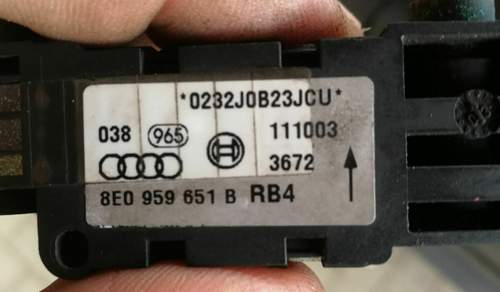 *0232J0B23JCU*
038 965 111003
3672
8E0 959 651 B RB4